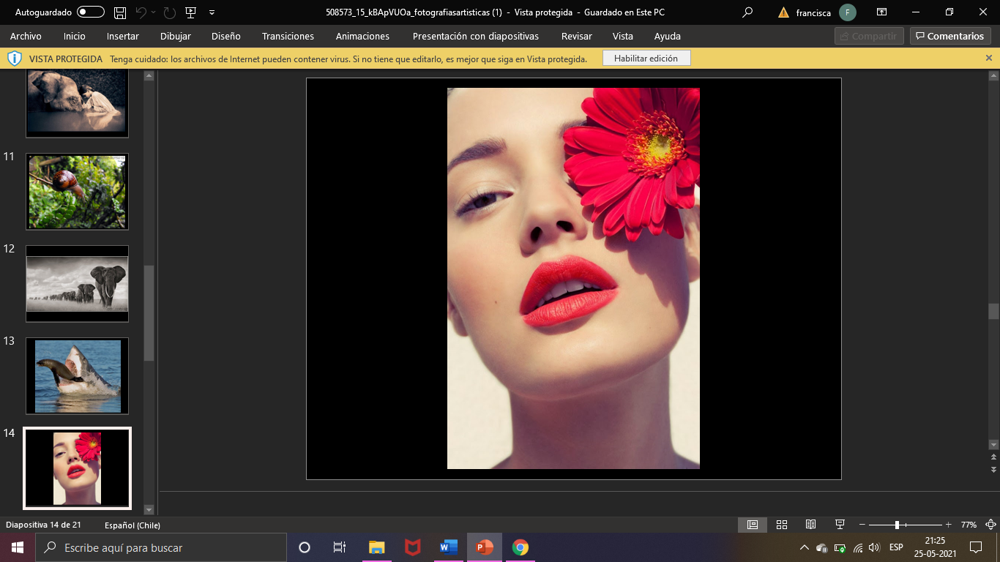 Autoguardado
508573_15_kBApVUOa_fotografiasartisticas (1) - Vista protegida - Guardado en Este PC
francisca
F
Archivo Inicio Insertar Dibujar Diseño Transiciones Animaciones Presentación con diapositivas Revisar Vista Ayuda
Compartir
Comentarios
VISTA PROTEGIDA Tenga cuidado: los archivos de Internet pueden contener virus. Si no tiene que editarlo, es mejor que siga en Vista protegida.
Habilitar edición
11
12
13
14
Diapositiva 14 de 21 Español (Chile)
77%
Escribe aquí para buscar
W
P
ESP
21:25
25-05-2021